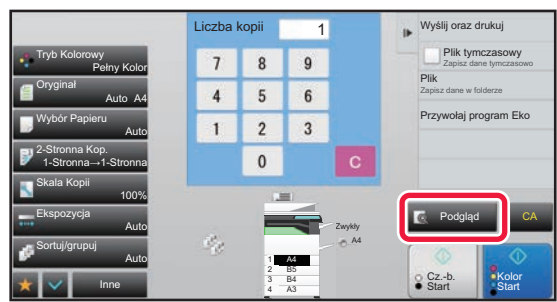 Liczba kopii 1
Tryb Kolorowy
Pełny Kolor
Oryginał
Auto A4
Wybór Papieru
Auto
2-Stronna Kop.
1-Stronna→1-Stronna
Skala Kopii
100%
Ekspozycja
Auto
Sortuj/grupuj
Auto
Inne
7 8 9
4 5 6
1 2 3
0 C
Zwykły
A4
1 A4
2 B5
3 B4
4 A3
Wyślij oraz drukuj
Plik tymczasowy
Zapisz dane tymczasowo
Plik
Zapisz dane w folderze
Przywołaj program Eko
Podgląd
CA
Cz.-b.
Start
Kolor
Start